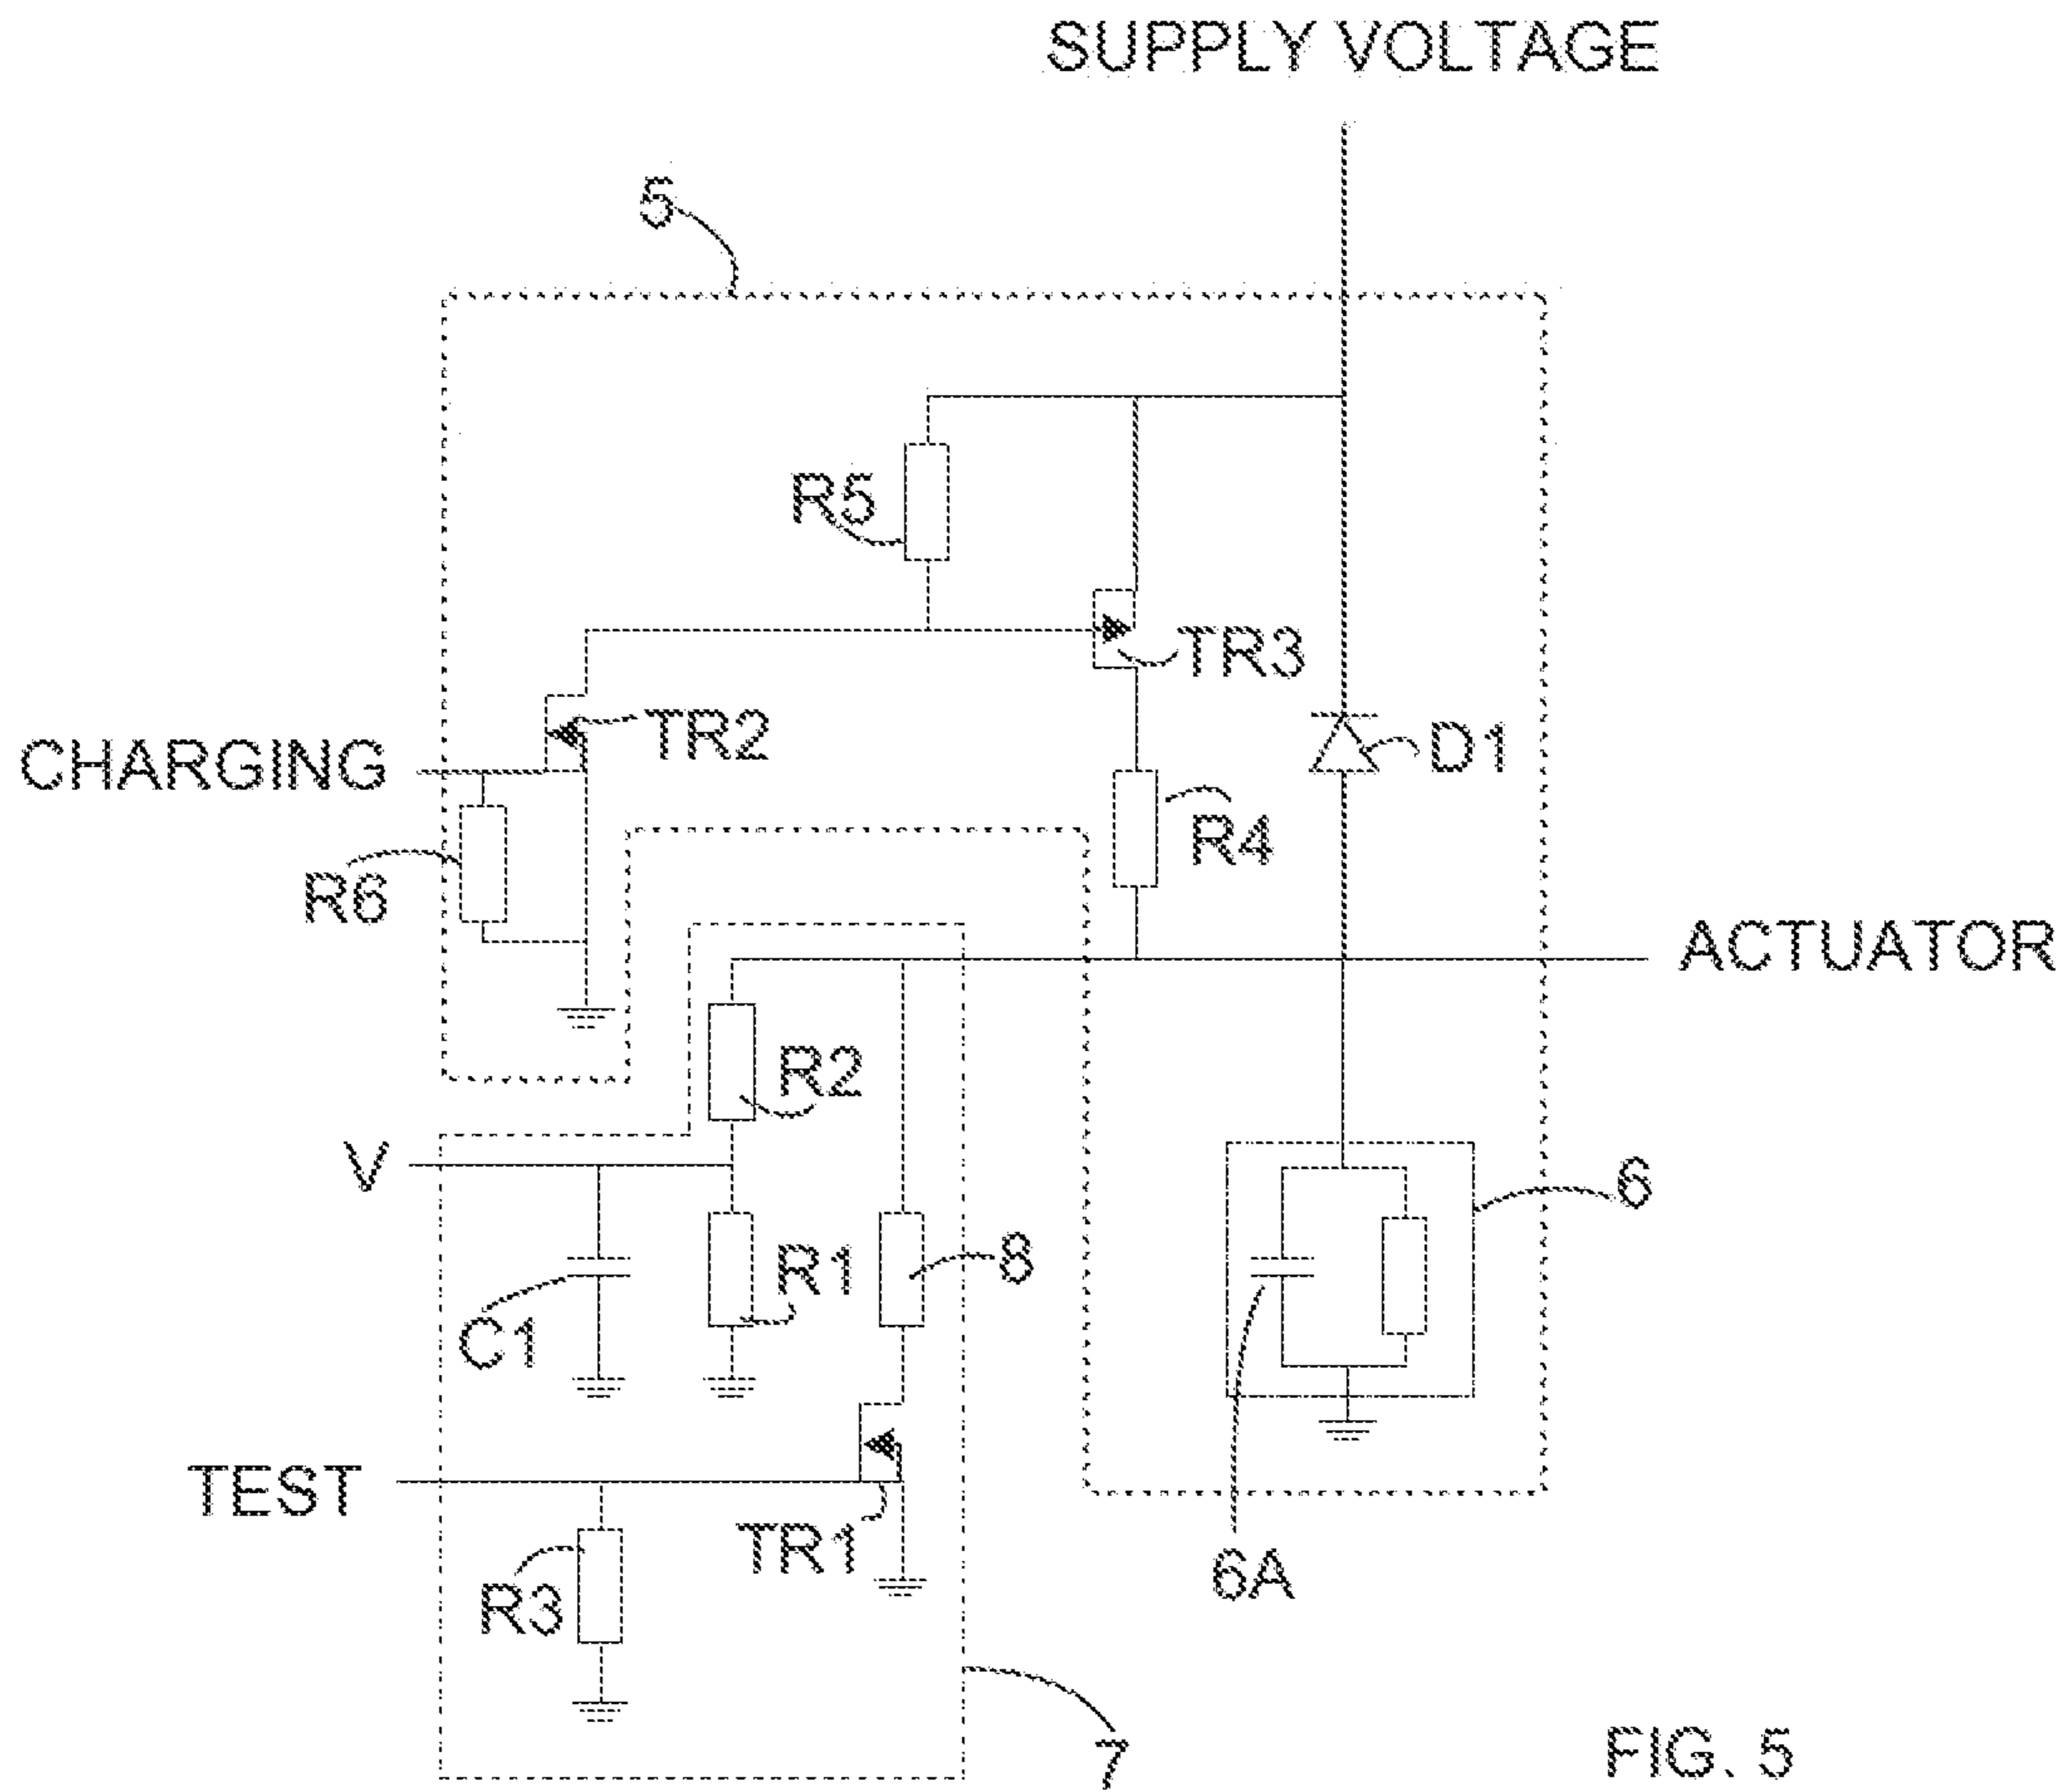 SUPPLY VOLTAGE
5
R5
TR3
TR2
CHARGING
D1
R4
R6
ACTUATOR
R2
V
6
R1
8
C1
TEST
TR1
6A
R3
7
FIG. 5